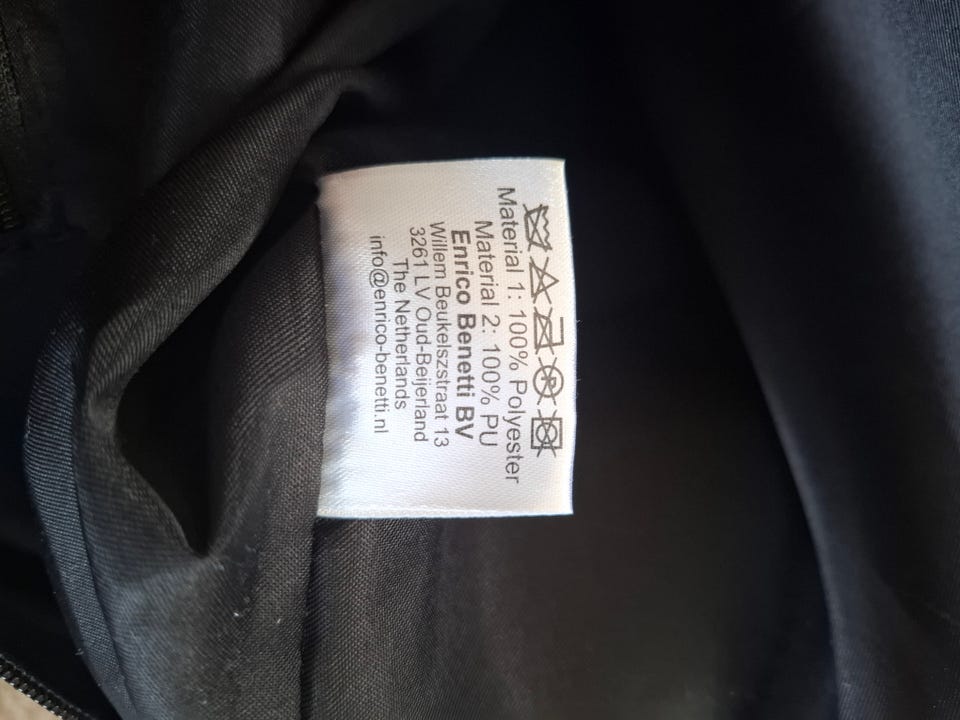 Material 1: 100% Polyester
Material 2: 100% PU
Enrico Benetti BV
Willem Beukelszstraat 13
3261 LV Oud-Beijerland
The Netherlands
info@enrico-benetti.nl